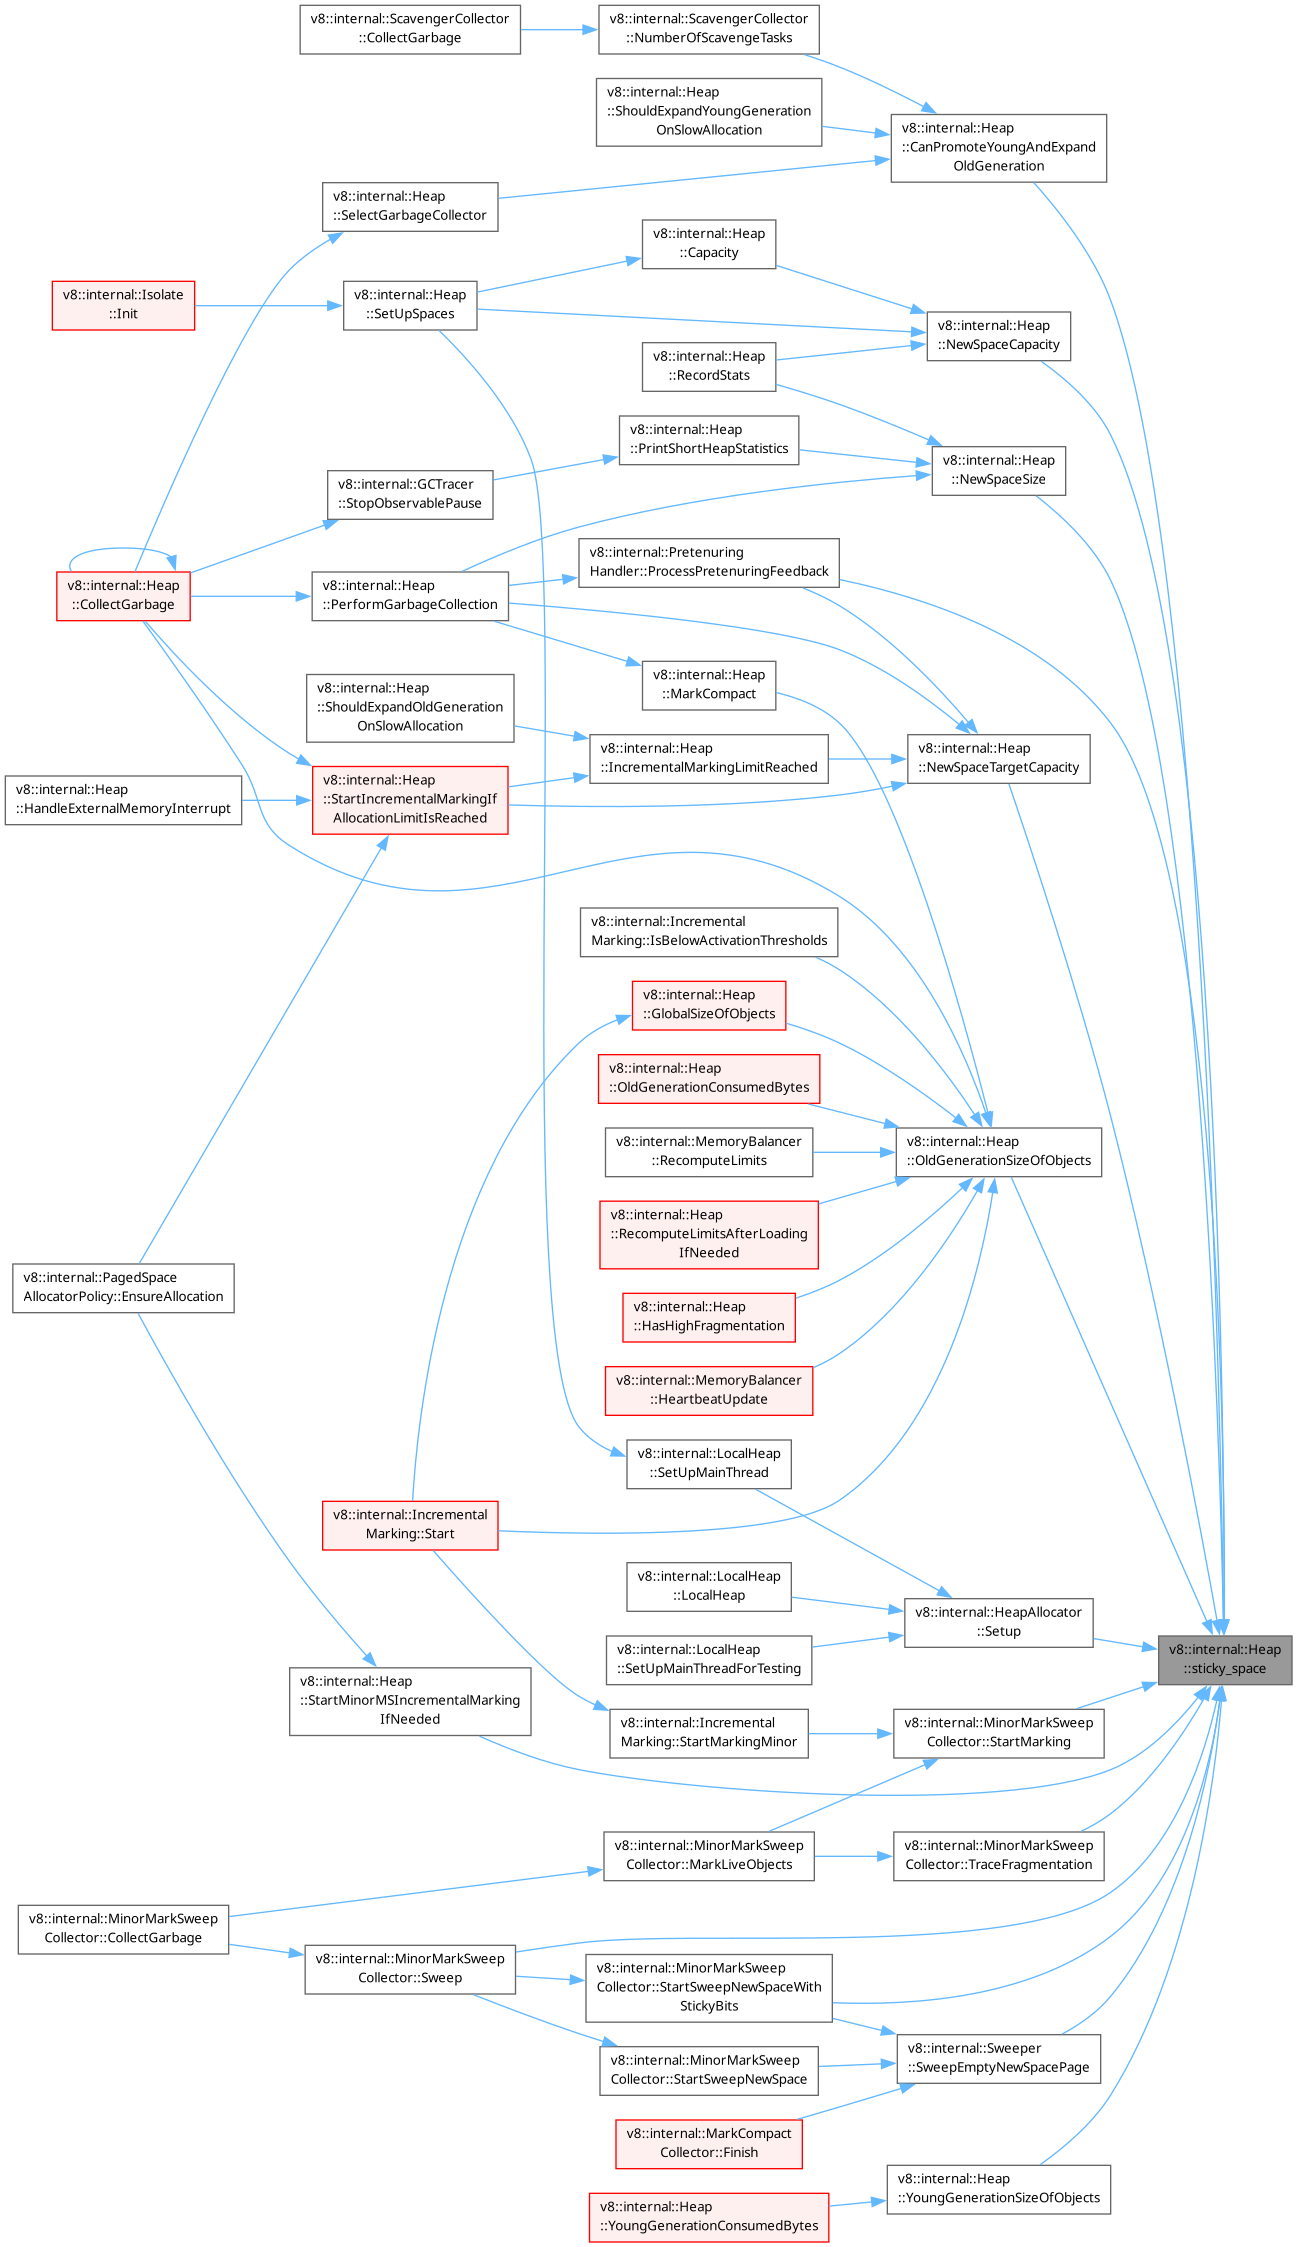 v8::internal::ScavengerCollector
::CollectGarbage
v8::internal::ScavengerCollector
::NumberOfScavengeTasks
v8::internal::Heap
::ShouldExpandYoungGeneration
OnSlowAllocation
v8::internal::Heap
::CanPromoteYoungAndExpand
OldGeneration
v8::internal::Heap
::SelectGarbageCollector
v8::internal::Heap
::Capacity
v8::internal::Isolate
::Init
v8::internal::Heap
::SetUpSpaces
v8::internal::Heap
::NewSpaceCapacity
v8::internal::Heap
::RecordStats
v8::internal::Heap
::PrintShortHeapStatistics
v8::internal::Heap
::NewSpaceSize
v8::internal::GCTracer
::StopObservablePause
v8::internal::Pretenuring
Handler::ProcessPretenuringFeedback
v8::internal::Heap
::CollectGarbage
v8::internal::Heap
::PerformGarbageCollection
v8::internal::Heap
::MarkCompact
v8::internal::Heap
::ShouldExpandOldGeneration
OnSlowAllocation
v8::internal::Heap
::IncrementalMarkingLimitReached
v8::internal::Heap
::NewSpaceTargetCapacity
v8::internal::Heap
::HandleExternalMemoryInterrupt
v8::internal::Heap
::StartIncrementalMarkingIf
AllocationLimitIsReached
v8::internal::Incremental
Marking::IsBelowActivationThresholds
v8::internal::Heap
::GlobalSizeOfObjects
v8::internal::Heap
::OldGenerationConsumedBytes
v8::internal::MemoryBalancer
::RecomputeLimits
v8::internal::Heap
::OldGenerationSizeOfObjects
v8::internal::Heap
::RecomputeLimitsAfterLoading
IfNeeded
v8::internal::PagedSpace
AllocatorPolicy::EnsureAllocation
v8::internal::Heap
::HasHighFragmentation
v8::internal::MemoryBalancer
::HeartbeatUpdate
v8::internal::LocalHeap
::SetUpMainThread
v8::internal::Incremental
Marking::Start
v8::internal::LocalHeap
::LocalHeap
v8::internal::HeapAllocator
::Setup
v8::internal::LocalHeap
::SetUpMainThreadForTesting
v8::internal::Heap
::sticky_space
v8::internal::Heap
::StartMinorMSIncrementalMarking
IfNeeded
v8::internal::Incremental
Marking::StartMarkingMinor
v8::internal::MinorMarkSweep
Collector::StartMarking
v8::internal::MinorMarkSweep
Collector::MarkLiveObjects
v8::internal::MinorMarkSweep
Collector::TraceFragmentation
v8::internal::MinorMarkSweep
Collector::CollectGarbage
v8::internal::MinorMarkSweep
Collector::Sweep
v8::internal::MinorMarkSweep
Collector::StartSweepNewSpaceWith
StickyBits
v8::internal::MinorMarkSweep
Collector::StartSweepNewSpace
v8::internal::Sweeper
::SweepEmptyNewSpacePage
v8::internal::MarkCompact
Collector::Finish
v8::internal::Heap
::YoungGenerationSizeOfObjects
v8::internal::Heap
::YoungGenerationConsumedBytes